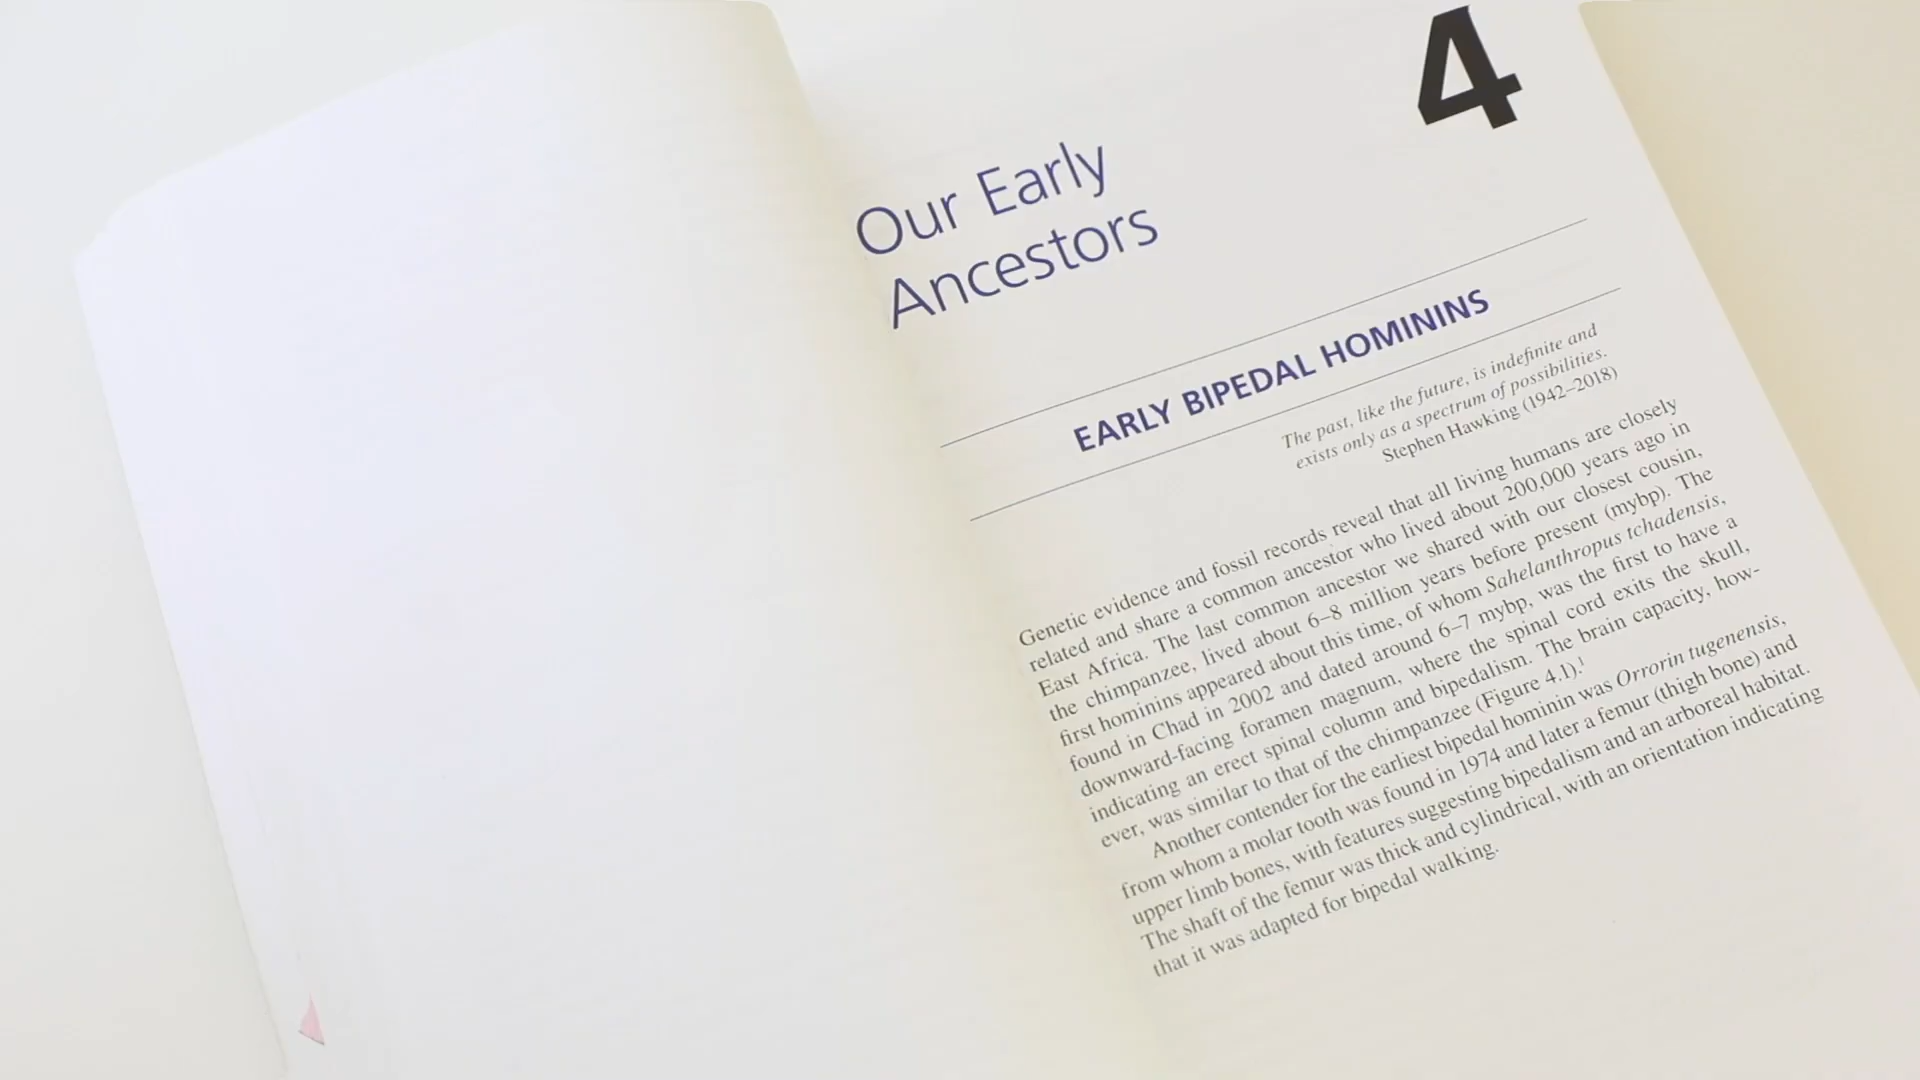 4
Our Early
Ancestors
EARLY BIPEDAL HOMININS
The past, like the future, is indefinite and
exists only as a spectrum of possibilities.
Stephen Hawking (1942–2018)
Genetic evidence and fossil records reveal that all living humans are closely
related and share a common ancestor who lived about 200,000 years ago in
East Africa. The last common ancestor we shared with our closest cousin,
the chimpanzee, lived about 6–8 million years before present (mybp). The
first hominins appeared about this time, of whom Sahelanthropus tchadensis,
found in Chad in 2002 and dated around 6–7 mybp, was the first to have a
downward-facing foramen magnum, where the spinal cord exits the skull,
indicating an erect spinal column and bipedalism. The brain capacity, how-
ever, was similar to that of the chimpanzee (Figure 4.1).¹
Another contender for the earliest bipedal hominin was Orrorin tugenensis,
from whom a molar tooth was found in 1974 and later a femur (thigh bone) and
upper limb bones, with features suggesting bipedalism and an arboreal habitat.
The shaft of the femur was thick and cylindrical, with an orientation indicating
that it was adapted for bipedal walking.